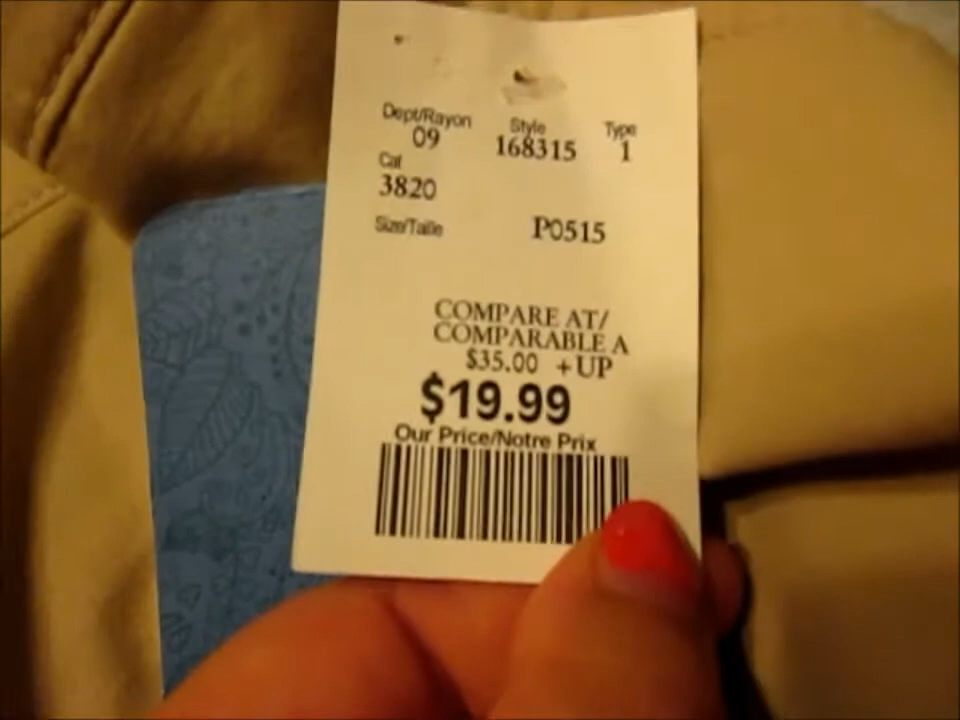 Dept/Rayon Style Type
09 168315 1
Cat
3820
Size/Taille P0515
COMPARE AT/
COMPARABLE A
$35.00 +UP
$19.99
Our Price/Notre Prix